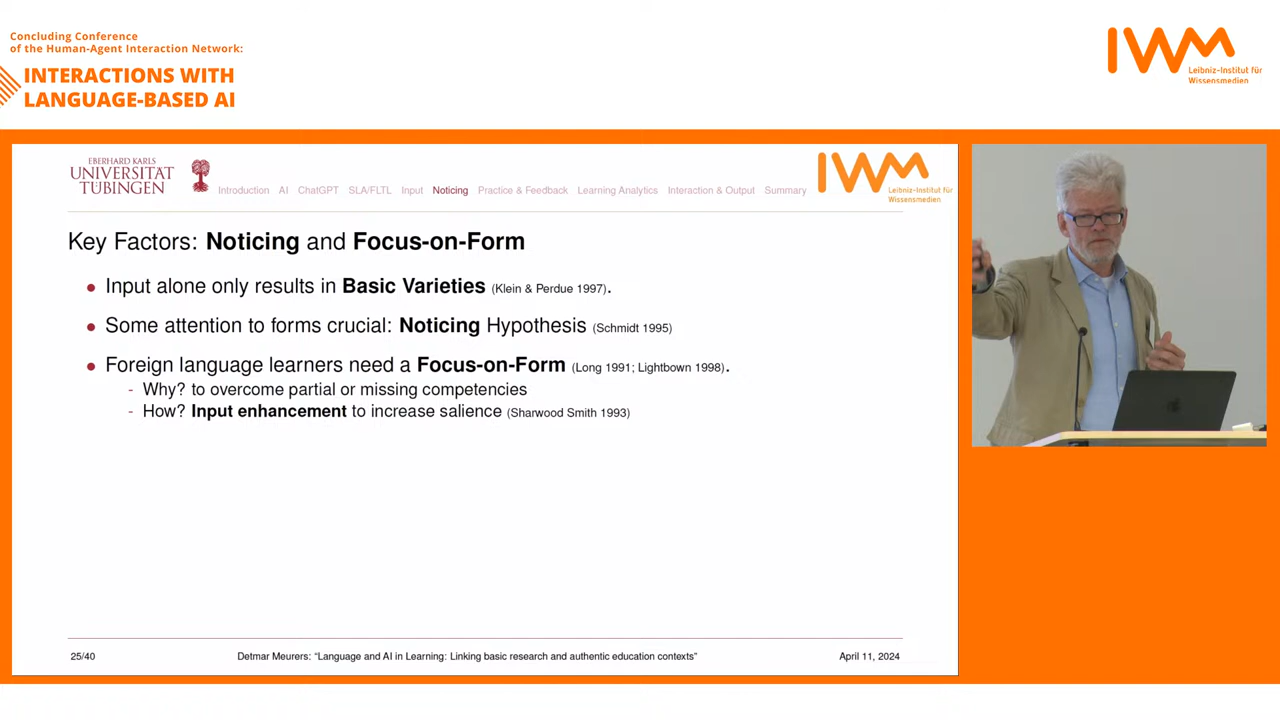 Concluding Conference
of the Human-Agent Interaction Network:
INTERACTIONS WITH
LANGUAGE-BASED AI
IWM
Leibniz-Institut für
Wissensmedien
EBERHARD KARLS
UNIVERSITÄT
TÜBINGEN
Introduction AI ChatGPT SLA/FLTL Input Noticing Practice & Feedback Learning Analytics Interaction & Output Summary
IWM
Leibniz-Institut für
Wissensmedien
Key Factors: Noticing and Focus-on-Form
• Input alone only results in Basic Varieties (Klein & Perdue 1997).
• Some attention to forms crucial: Noticing Hypothesis (Schmidt 1995)
• Foreign language learners need a Focus-on-Form (Long 1991; Lightbown 1998).
- Why? to overcome partial or missing competencies
- How? Input enhancement to increase salience (Sharwood Smith 1993)
25/40 Detmar Meurers: “Language and AI in Learning: Linking basic research and authentic education contexts” April 11, 2024